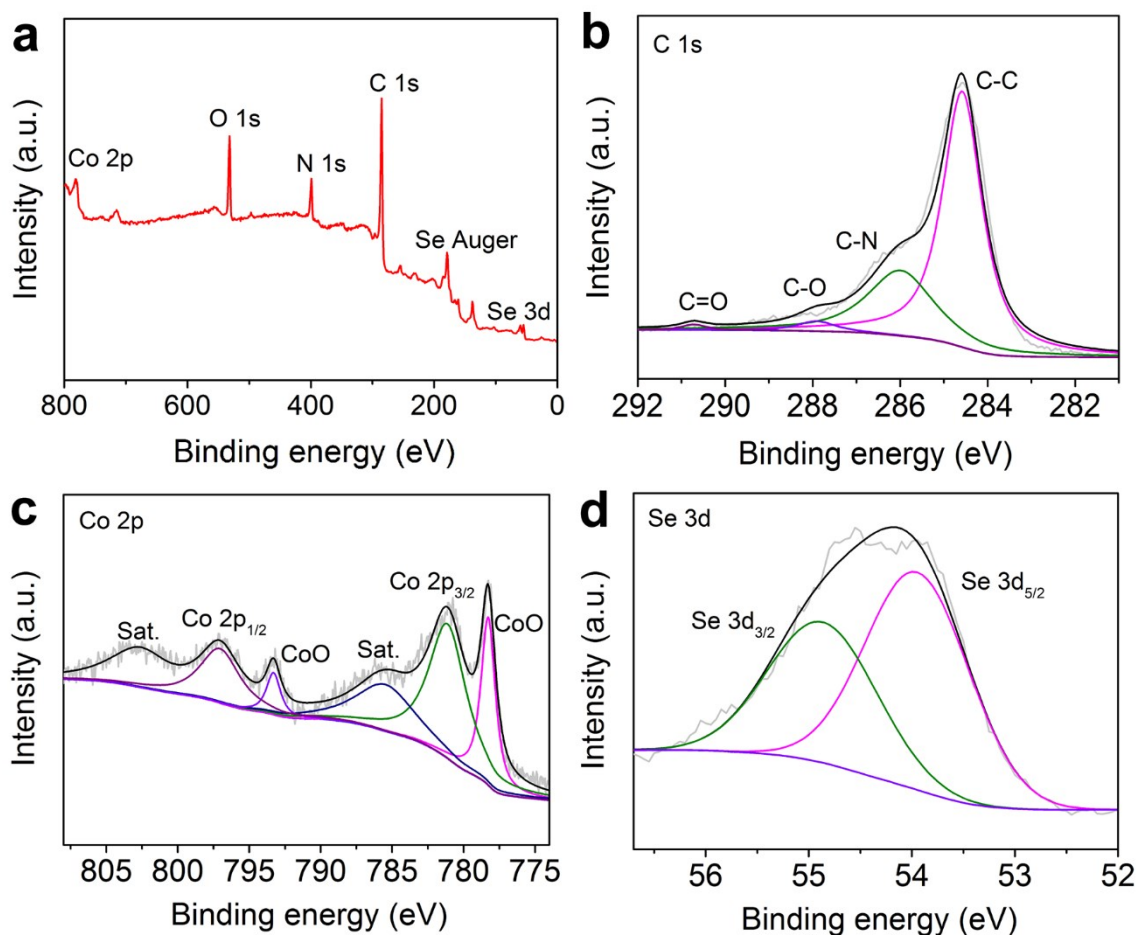 a
Intensity (a.u.)
Co 2p
O 1s
N 1s
C 1s
Se Auger
Se 3d
800 600 400 200 0
Binding energy (eV)
b
Intensity (a.u.)
C 1s
C=O
C-O
C-N
C-C
292 290 288 286 284 282
Binding energy (eV)
c
Intensity (a.u.)
Co 2p
Sat.
Co 2p1/2
CoO
Sat.
Co 2p3/2
CoO
805 800 795 790 785 780 775
Binding energy (eV)
d
Intensity (a.u.)
Se 3d
Se 3d3/2
Se 3d5/2
56 55 54 53 52
Binding energy (eV)